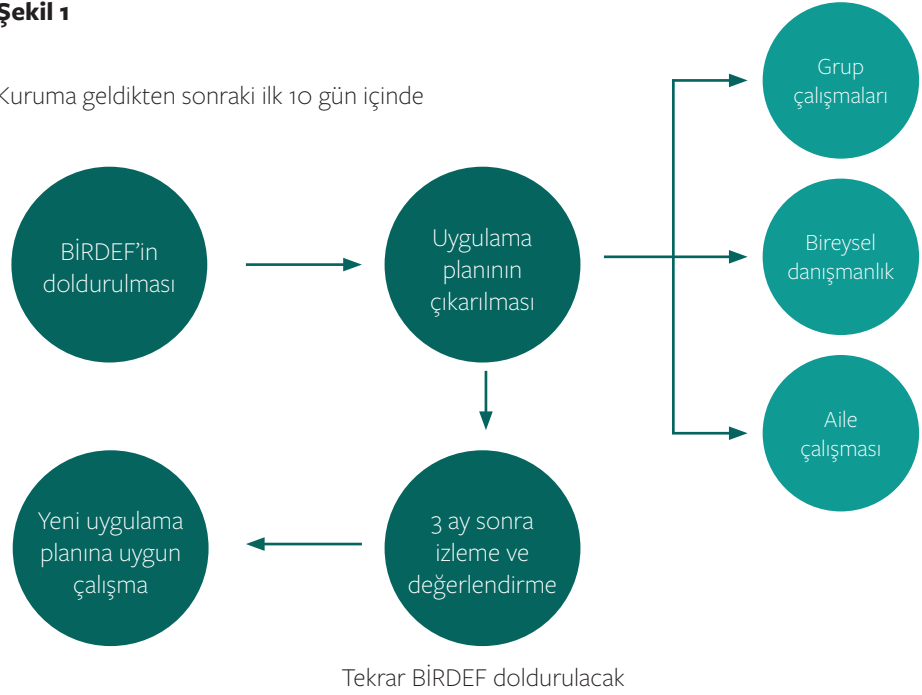 Şekil 1
Kuruma geldikten sonraki ilk 10 gün içinde
BİRDEF’in
doldurulması
Uygulama
planının
çıkarılması
Grup
çalışmaları
Bireysel
danışmanlık
Aile
çalışması
3 ay sonra
izleme ve
değerlendirme
Yeni uygulama
planına uygun
çalışma
Tekrar BİRDEF doldurulacak